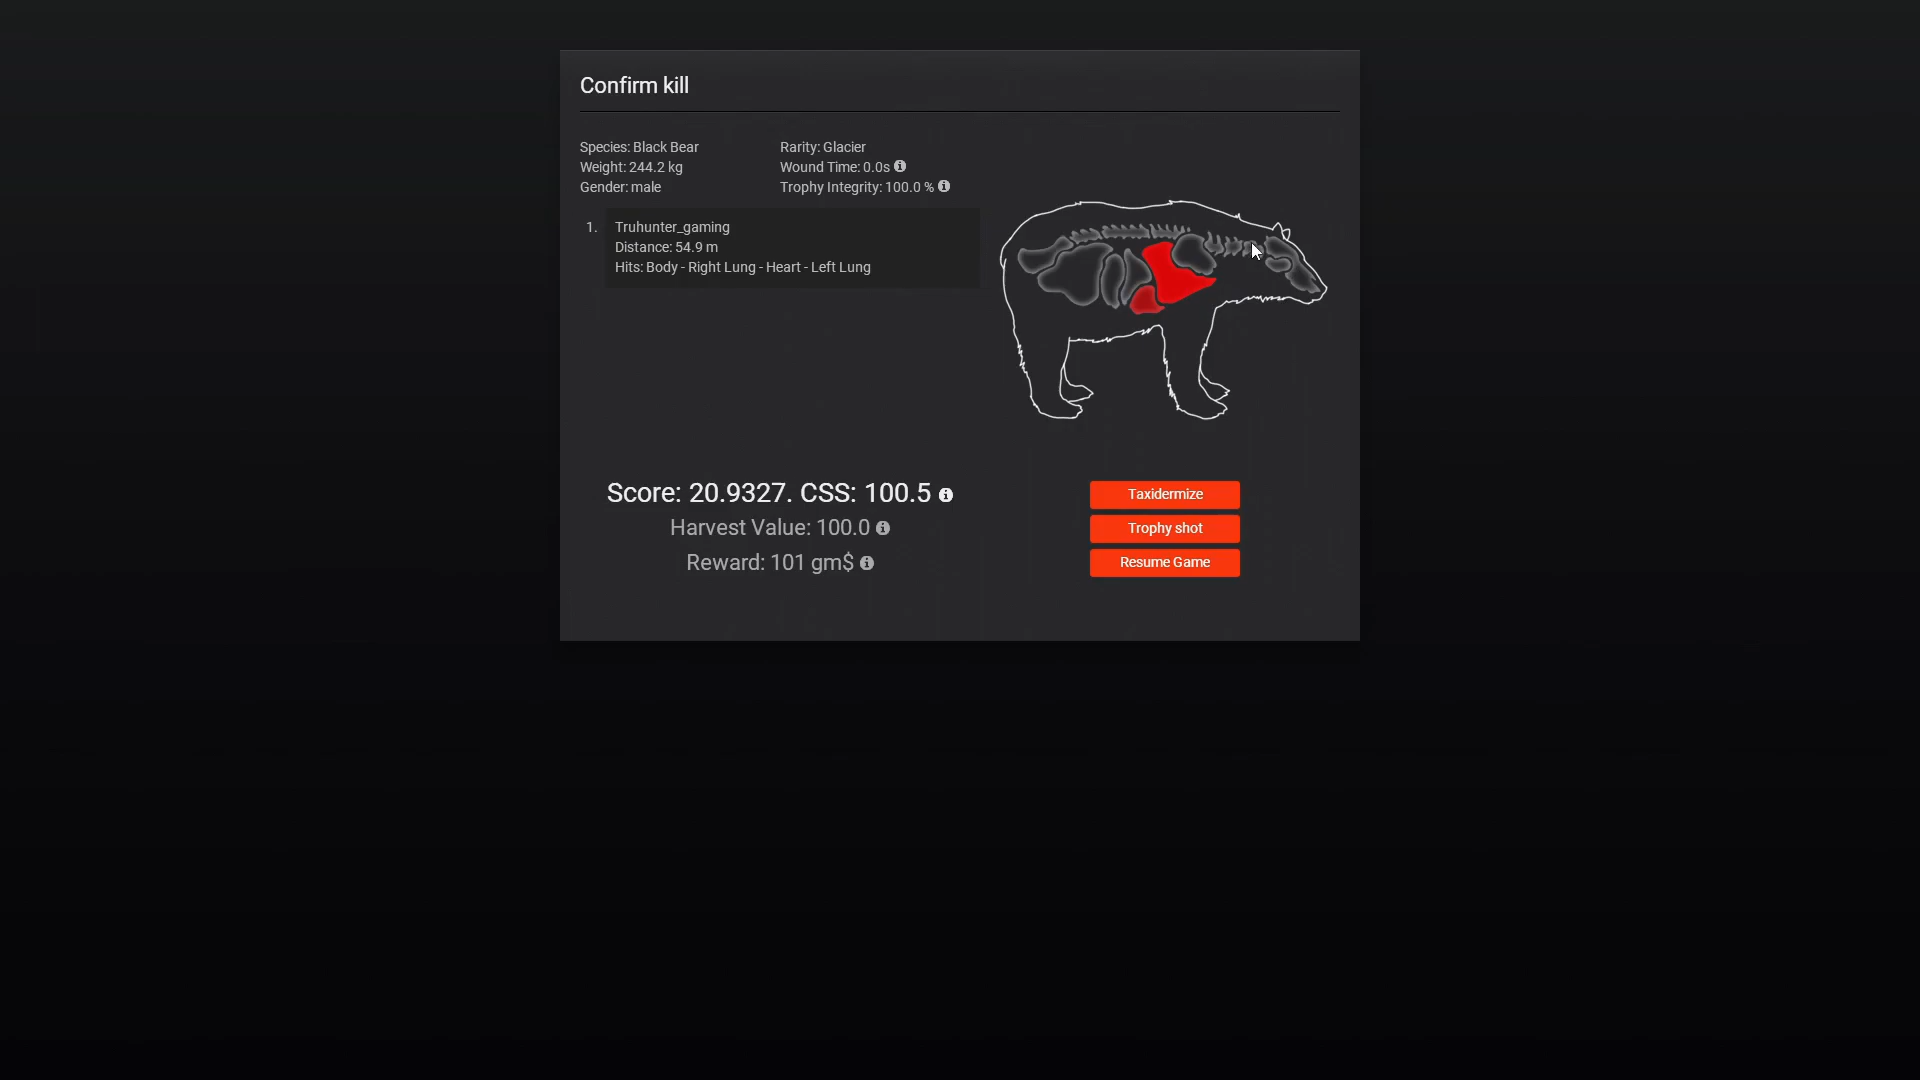 Confirm kill
Species: Black Bear
Weight: 244.2 kg
Gender: male
Rarity: Glacier
Wound Time: 0.0s
Trophy Integrity: 100.0 %
1.
Truhunter_gaming
Distance: 54.9 m
Hits: Body - Right Lung - Heart - Left Lung
Score: 20.9327. CSS: 100.5
Harvest Value: 100.0
Reward: 101 gm$
Taxidermize
Trophy shot
Resume Game